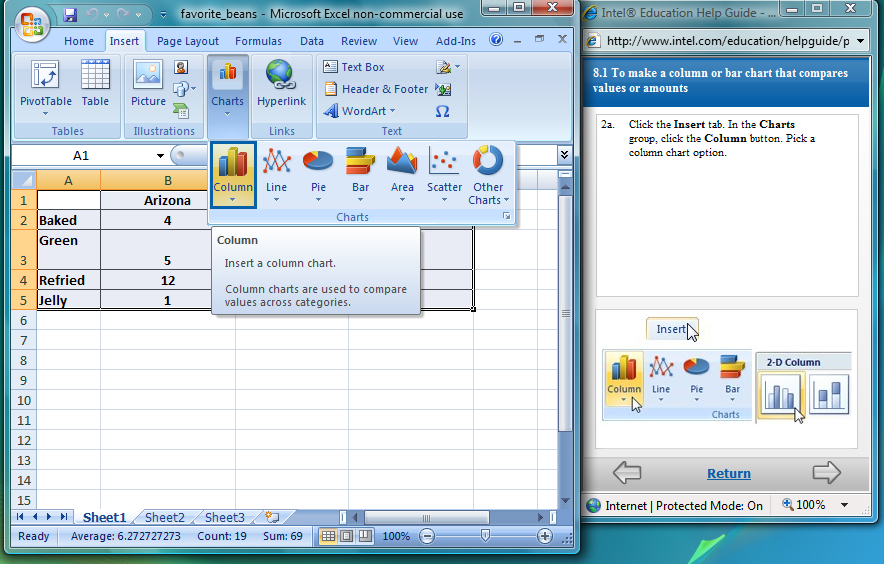 favorite_beans - Microsoft Excel non-commercial use
Home Insert Page Layout Formulas Data Review View Add-Ins
PivotTable Table
Tables
Picture
Illustrations
Charts
Hyperlink
Links
Text Box
Header & Footer
WordArt
Text
A1
Column Line Pie Bar Area Scatter Other
Charts
Charts
A B
1 Arizona
2 Baked 4
Green
3 5
4 Refried 12
5 Jelly 1
6
7
8
9
10
11
12
13
14
15
Column
Insert a column chart.
Column charts are used to compare
values across categories.
Sheet1 Sheet2 Sheet3
Ready Average: 6.272727273 Count: 19 Sum: 69 100%
Intel® Education Help Guide - ...
http://www.intel.com/education/helpguide/p
8.1 To make a column or bar chart that compares
values or amounts
2a. Click the Insert tab. In the Charts
group, click the Column button. Pick a
column chart option.
Insert
Column Line Pie Bar
Charts
2-D Column
Return
Internet | Protected Mode: On 100%